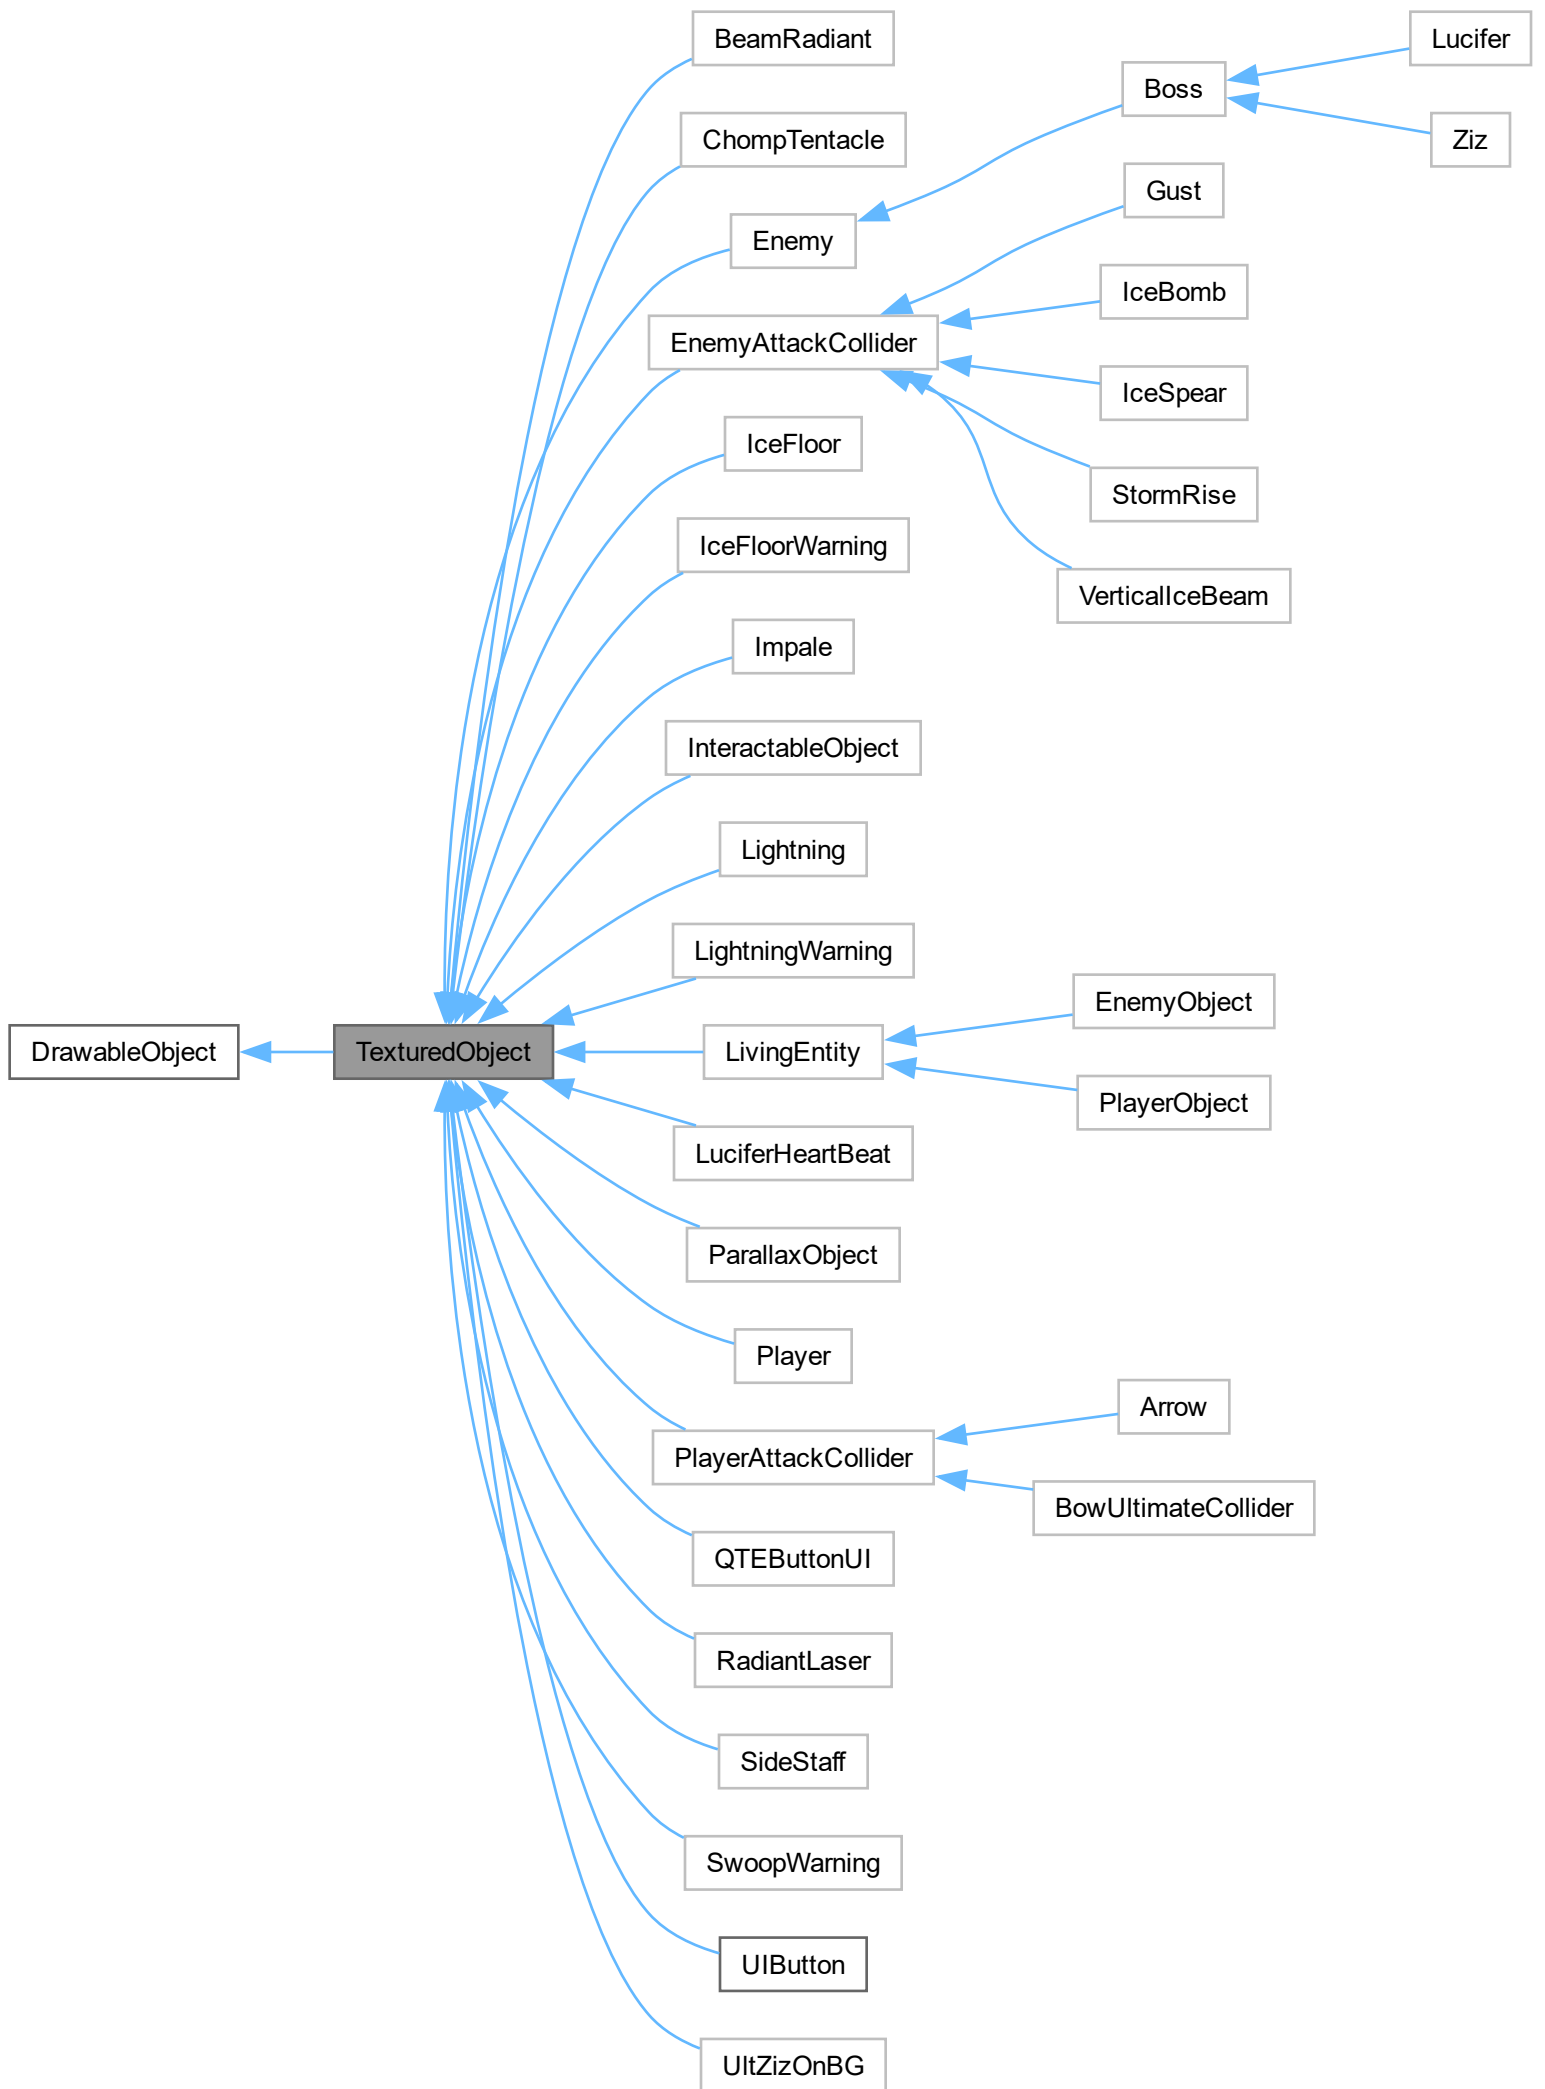 BeamRadiant
Lucifer
Boss
ChompTentacle
Ziz
Gust
Enemy
IceBomb
EnemyAttackCollider
IceSpear
IceFloor
StormRise
IceFloorWarning
VerticalIceBeam
Impale
InteractableObject
Lightning
LightningWarning
EnemyObject
DrawableObject
TexturedObject
LivingEntity
PlayerObject
LuciferHeartBeat
ParallaxObject
Player
Arrow
PlayerAttackCollider
BowUltimateCollider
QTEButtonUI
RadiantLaser
SideStaff
SwoopWarning
UIButton
UltZizOnBG